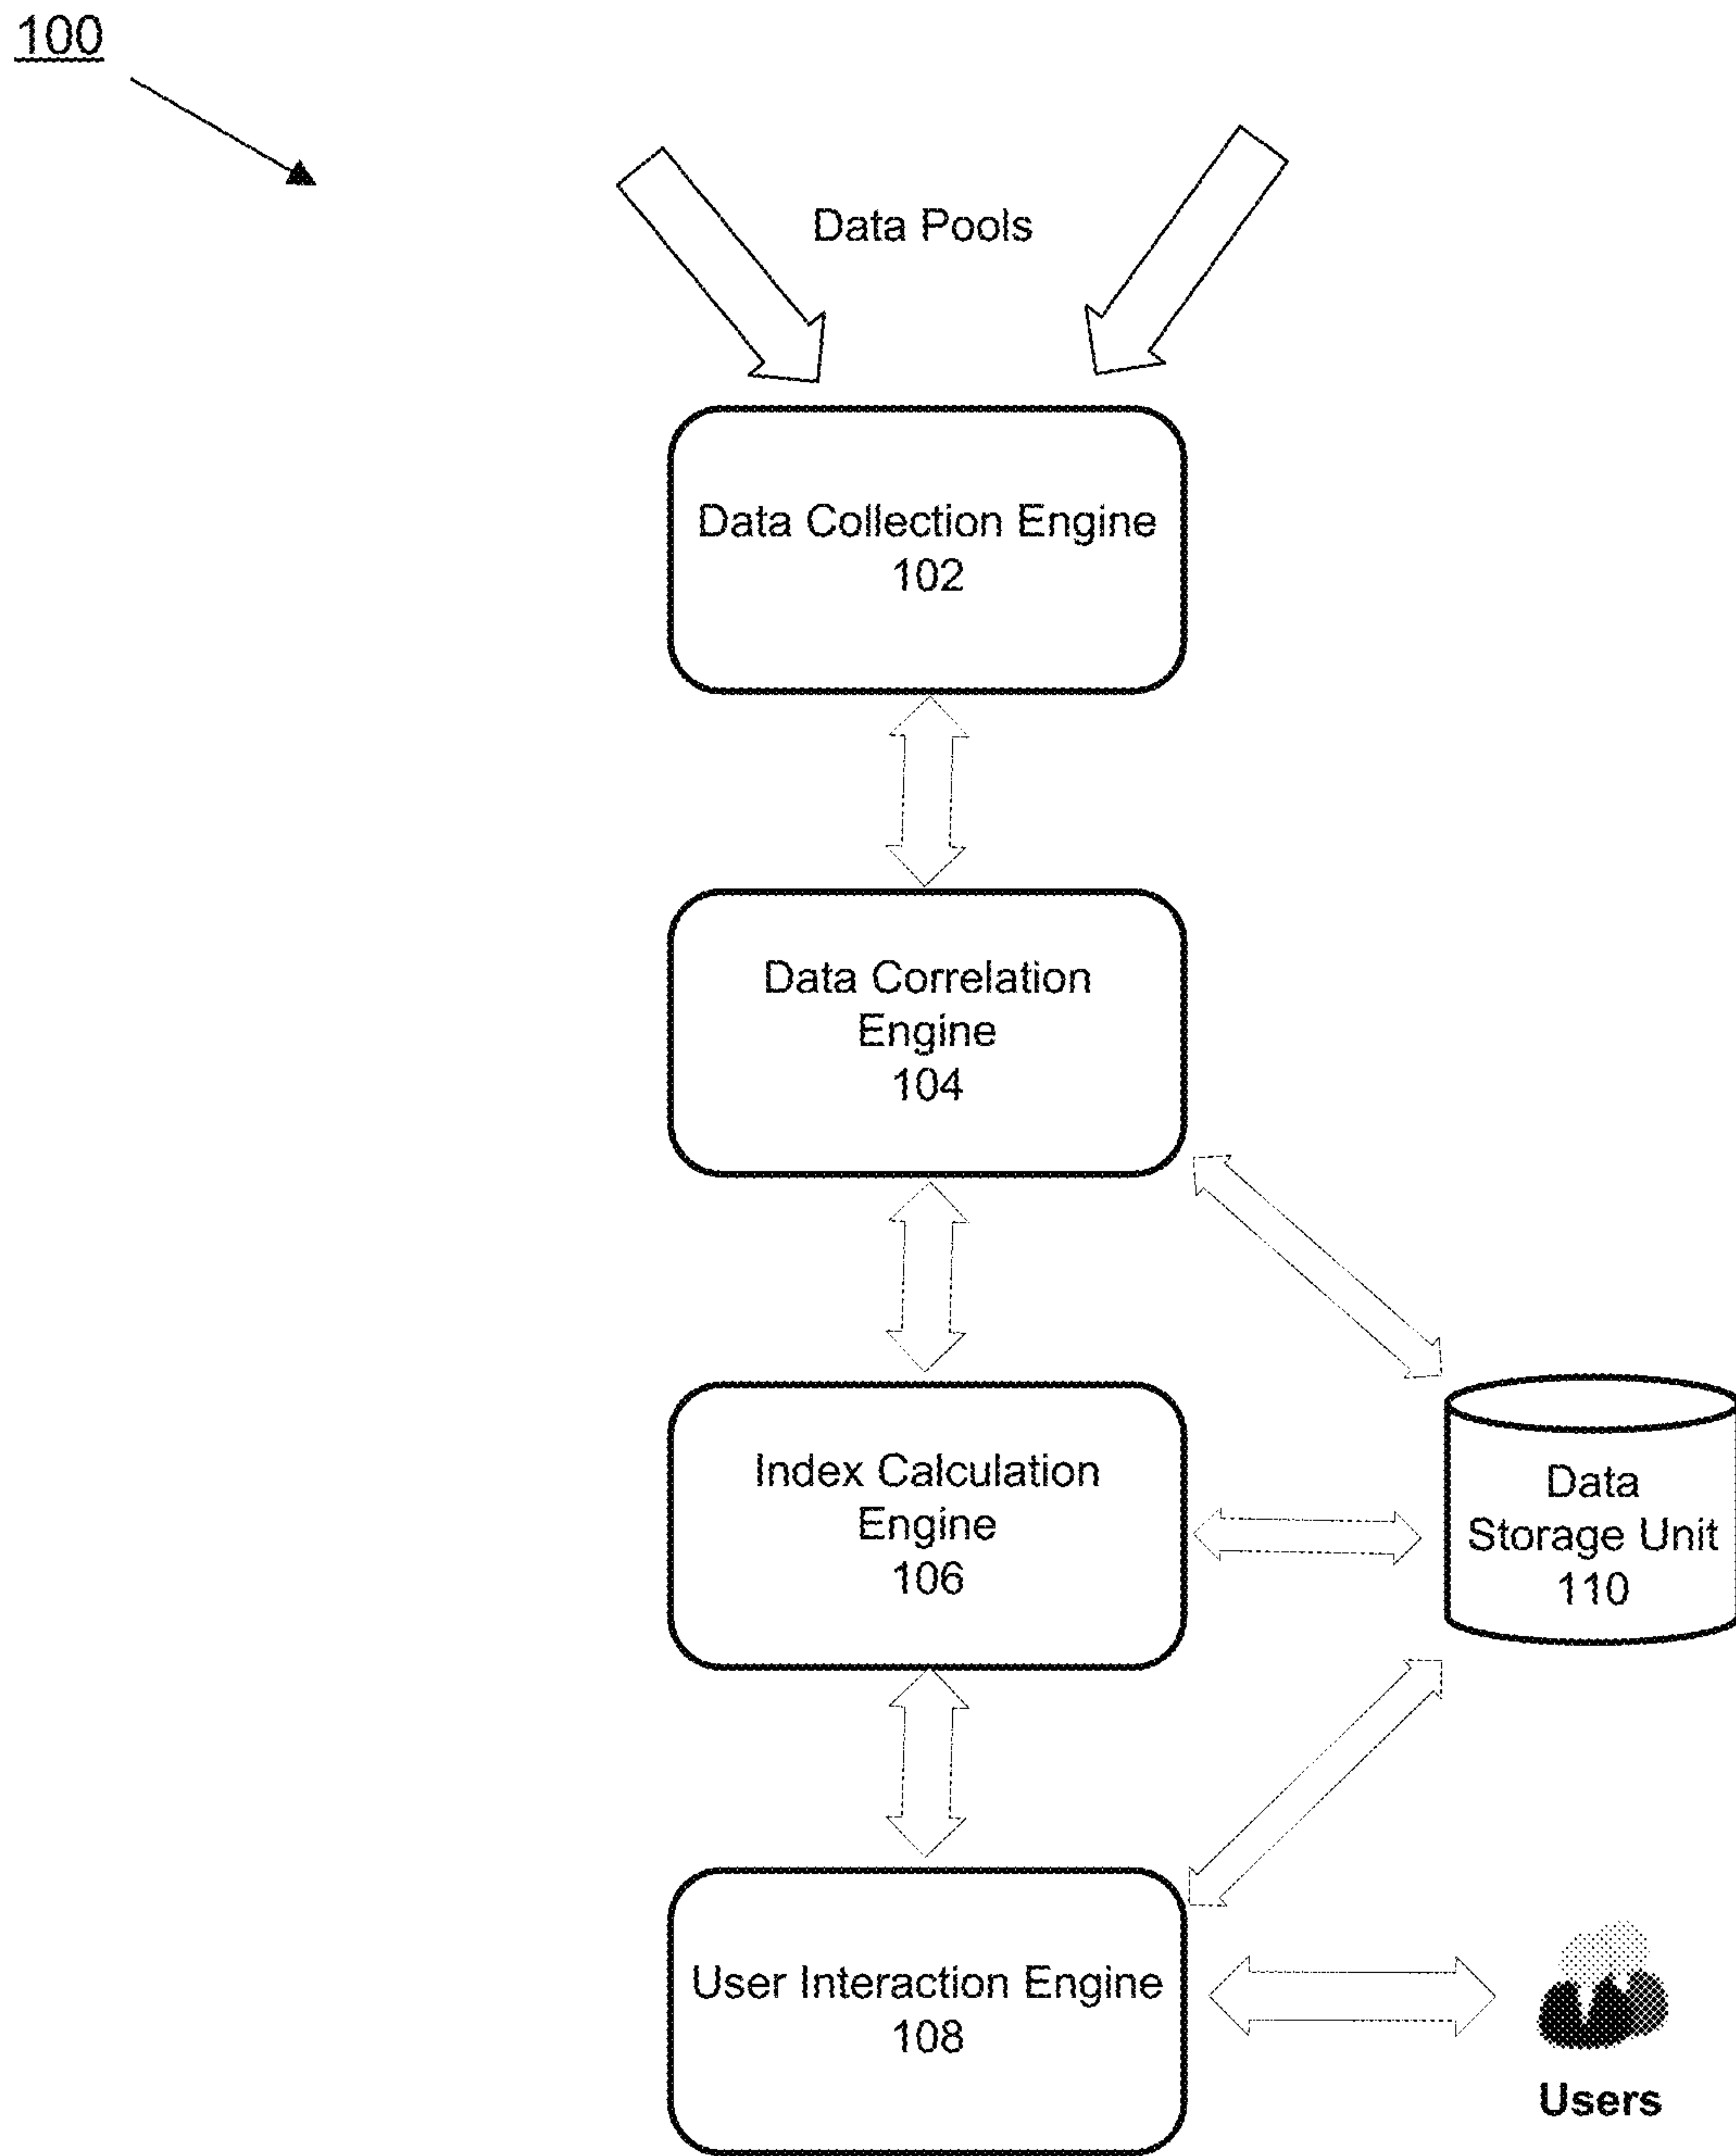 100
Data Pools
Data Collection Engine
102
Data Correlation
Engine
104
Index Calculation
Engine
106
Data
Storage Unit
110
User Interaction Engine
108
Users